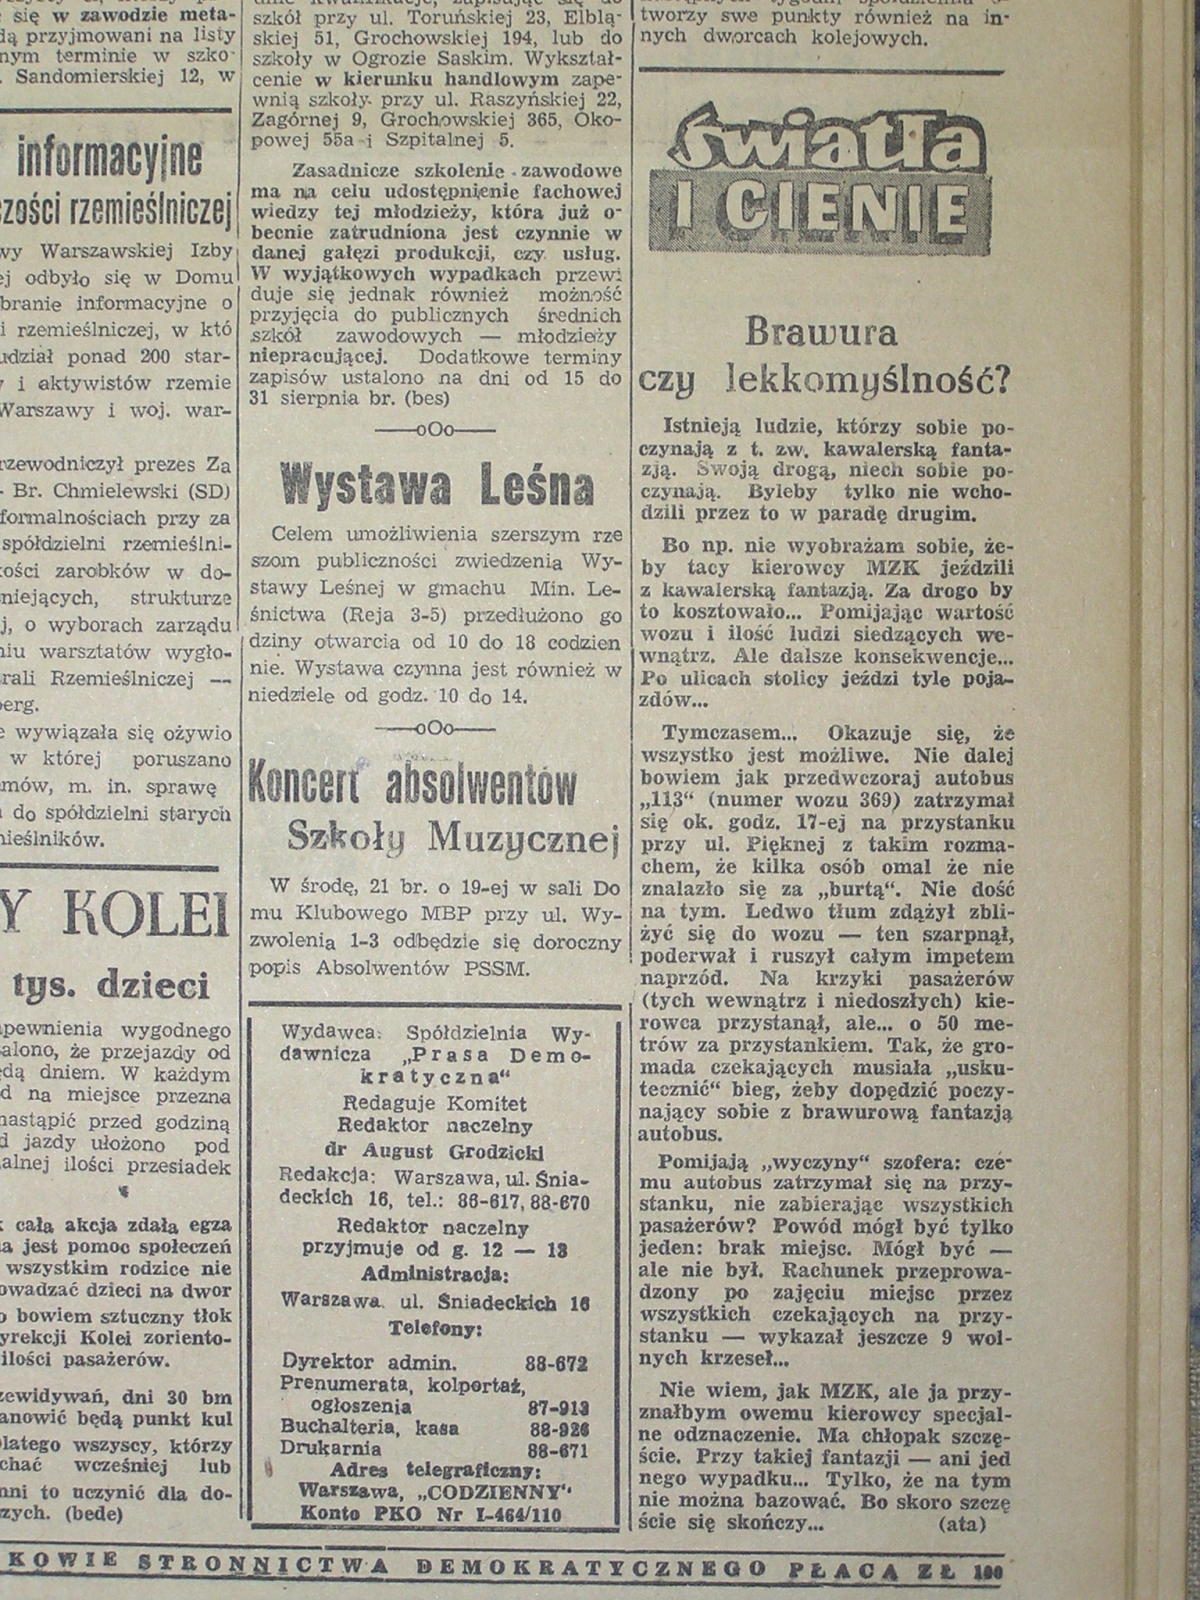 się w zawodzie meta-
dą przyjmowani na listy
nym terminie w szko-
Sandomierskiej 12, w
informacyjne
zości rzemieślniczej
wy Warszawskiej Izby
ej odbyło się w Domu
branie informacyjne o
i rzemieślniczej, w któ
udział ponad 200 star-
y i aktywistów rzemie
Warszawy i woj. war-
rzewodniczył prezes Za
- Br. Chmielewski (SD)
formalnościach przy za
spółdzielni rzemieślni-
kości zarobków w do-
niejących, strukturze
j, o wyborach zarządu
niu warsztatów wygło-
rali Rzemieślniczej —
berg.
e wywiązała się ożywio
w której poruszano
mów, m. in. sprawę
do spółdzielni starych
nieślników.
Y KOLEI
tys. dzieci
apewnienia wygodnego
alono, że przejazdy od
ędą dniem. W każdym
d na miejsce przezna
nastąpić przed godziną
d jazdy ułożono pod
alnej ilości przesiadek
k cała akcja zdała egza
a jest pomoc społeczeń
wszystkim rodzice nie
owadzać dzieci na dwor
o bowiem sztuczny tłok
yrekcji Kolei zoriento-
ilości pasażerów.
zewidywań, dni 30 bm
anowić będą punkt kul
latego wszyscy, którzy
chać wcześniej lub
nni to uczynić dla do-
zych. (bede)
szkół przy ul. Toruńskiej 23, Elblą-
skiej 51, Grochowskiej 194, lub do
szkoły w Ogrozie Saskim. Wykształ-
cenie w kierunku handlowym zape-
wnią szkoły przy ul. Raszyńskiej 22,
Zagórnej 9, Grochowskiej 365, Oko-
powej 55a i Szpitalnej 5.
Zasadnicze szkolenie zawodowe
ma na celu udostępnienie fachowej
wiedzy tej młodzieży, która już o-
becnie zatrudniona jest czynnie w
danej gałęzi produkcji, czy usług.
W wyjątkowych wypadkach przewi
duje się jednak również możność
przyjęcia do publicznych średnich
szkół zawodowych — młodzieży
niepracującej. Dodatkowe terminy
zapisów ustalono na dni od 15 do
31 sierpnia br. (bes)
——oOo——
Wystawa Leśna
Celem umożliwienia szerszym rze
szom publiczności zwiedzenia Wy-
stawy Leśnej w gmachu Min. Le-
śnictwa (Reja 3-5) przedłużono go
dziny otwarcia od 10 do 18 codzien
nie. Wystawa czynna jest również w
niedziele od godz. 10 do 14.
——oOo——
Koncert absolwentów
Szkoły Muzycznej
W środę, 21 br. o 19-ej w sali Do
mu Klubowego MBP przy ul. Wy-
zwolenia 1-3 odbędzie się doroczny
popis Absolwentów PSSM.
Wydawca: Spółdzielnia Wy-
dawnicza „Prasa Demo-
kratyczna“
Redaguje Komitet
Redaktor naczelny
dr August Grodzicki
Redakcja: Warszawa, ul. Śnia-
deckich 16, tel.: 86-617, 88-670
Redaktor naczelny
przyjmuje od g. 12 — 13
Administracja:
Warszawa. ul. Śniadeckich 16
Telefony:
Dyrektor admin. 88-672
Prenumerata, kolportaż,
ogłoszenia 87-913
Buchalteria, kasa 88-926
Drukarnia 88-671
Adres telegraficzny:
Warszawa, „CODZIENNY“
Konto PKO Nr I-464/110
tworzy swe punkty również na in-
nych dworcach kolejowych.
światła
I CIENIE
Brawura
czy lekkomyślność?
Istnieją ludzie, którzy sobie po-
czynają z t. zw. kawalerską fanta-
zją. Swoją drogą, niech sobie po-
czynają. Byleby tylko nie wcho-
dzili przez to w paradę drugim.
Bo np. nie wyobrażam sobie, że-
by tacy kierowcy MZK jeździli
z kawalerską fantazją. Za drogo by
to kosztowało... Pomijając wartość
wozu i ilość ludzi siedzących we-
wnątrz. Ale dalsze konsekwencje...
Po ulicach stolicy jeździ tyle poja-
zdów...
Tymczasem... Okazuje się, że
wszystko jest możliwe. Nie dalej
bowiem jak przedwczoraj autobus
„113“ (numer wozu 369) zatrzymał
się ok. godz. 17-ej na przystanku
przy ul. Pięknej z takim rozma-
chem, że kilka osób omal że nie
znalazło się za „burtą“. Nie dość
na tym. Ledwo tłum zdążył zbli-
żyć się do wozu — ten szarpnął,
poderwał i ruszył całym impetem
naprzód. Na krzyki pasażerów
(tych wewnątrz i niedoszłych) kie-
rowca przystanął, ale... o 50 me-
trów za przystankiem. Tak, że gro-
mada czekających musiała „usku-
tecznić“ bieg, żeby dopędzić poczy-
nający sobie z brawurową fantazją
autobus.
Pomijają „wyczyny“ szofera: cze-
mu autobus zatrzymał się na przy-
stanku, nie zabierając wszystkich
pasażerów? Powód mógł być tylko
jeden: brak miejsc. Mógł być —
ale nie był. Rachunek przeprowa-
dzony po zajęciu miejsc przez
wszystkich czekających na przy-
stanku — wykazał jeszcze 9 wol-
nych krzeseł...
Nie wiem, jak MZK, ale ja przy-
znałbym owemu kierowcy specjal-
ne odznaczenie. Ma chłopak szczę-
ście. Przy takiej fantazji — ani jed
nego wypadku... Tylko, że na tym
nie można bazować. Bo skoro szczę
ście się skończy... (ata)
KOWIE STRONNICTWA DEMOKRATYCZNEGO PŁACĄ ZŁ 100